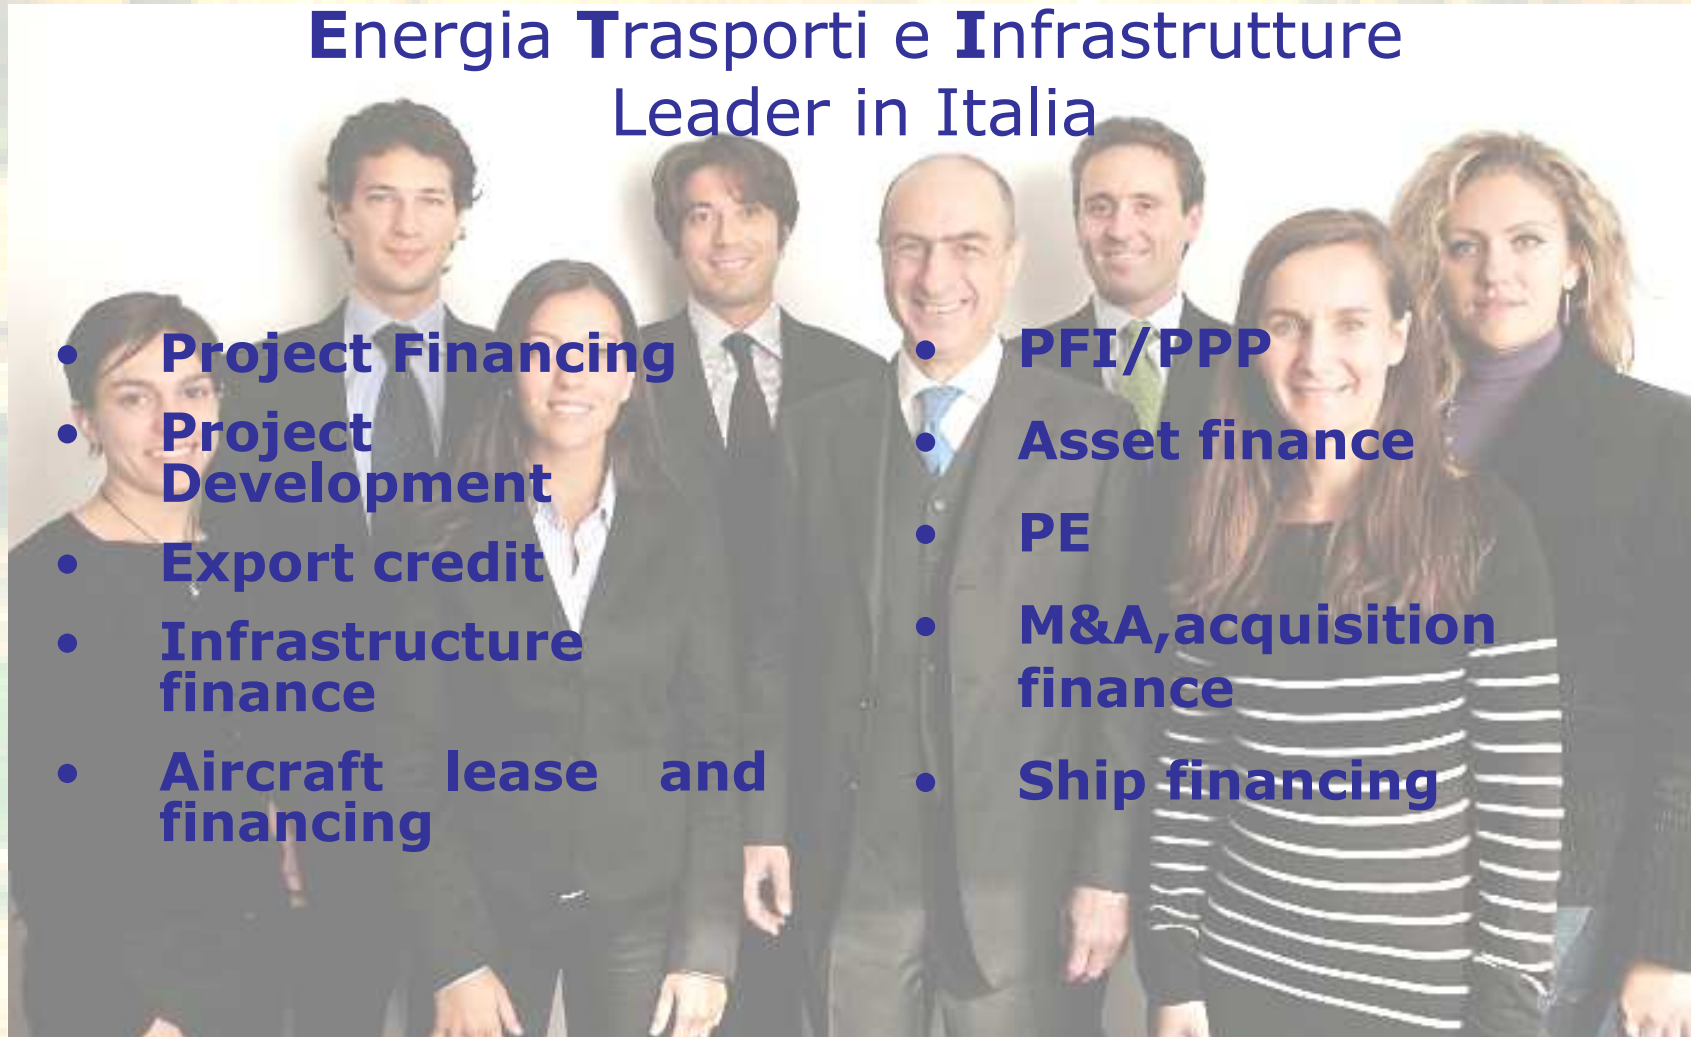 Energia Trasporti e Infrastrutture
Leader in Italia
• Project Financing
• Project
Development
• Export credit
• Infrastructure
finance
• Aircraft lease and
financing
• PFI/PPP
• Asset finance
• PE
• M&A,acquisition
finance
• Ship financing